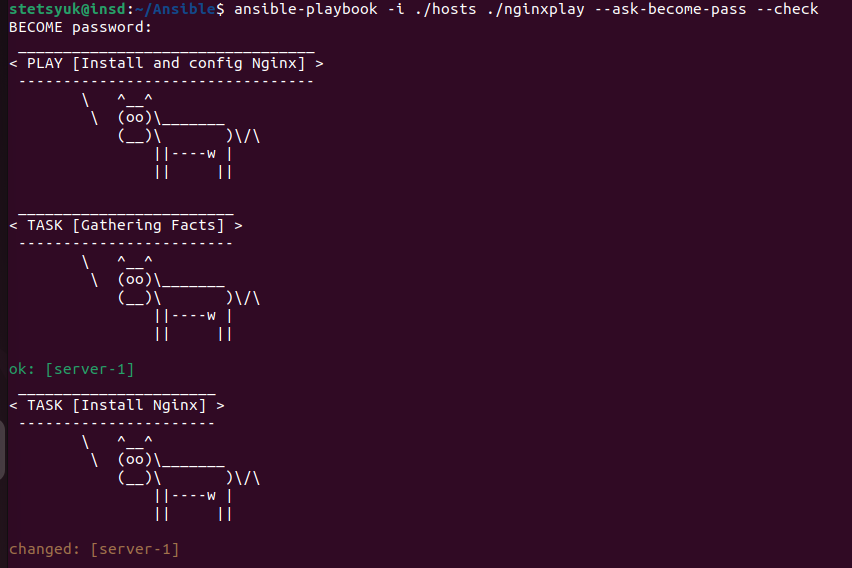 stetsyuk@insd:~/Ansible$ ansible-playbook -i ./hosts ./nginxplay --ask-become-pass --check
BECOME password:
 _________________________________
< PLAY [Install and config Nginx] >
 ---------------------------------
        \   ^__^
         \  (oo)\_______
            (__)\       )\/\
                ||----w |
                ||     ||

 ________________________
< TASK [Gathering Facts] >
 ------------------------
        \   ^__^
         \  (oo)\_______
            (__)\       )\/\
                ||----w |
                ||     ||

ok: [server-1]
 ______________________
< TASK [Install Nginx] >
 ----------------------
        \   ^__^
         \  (oo)\_______
            (__)\       )\/\
                ||----w |
                ||     ||

changed: [server-1]